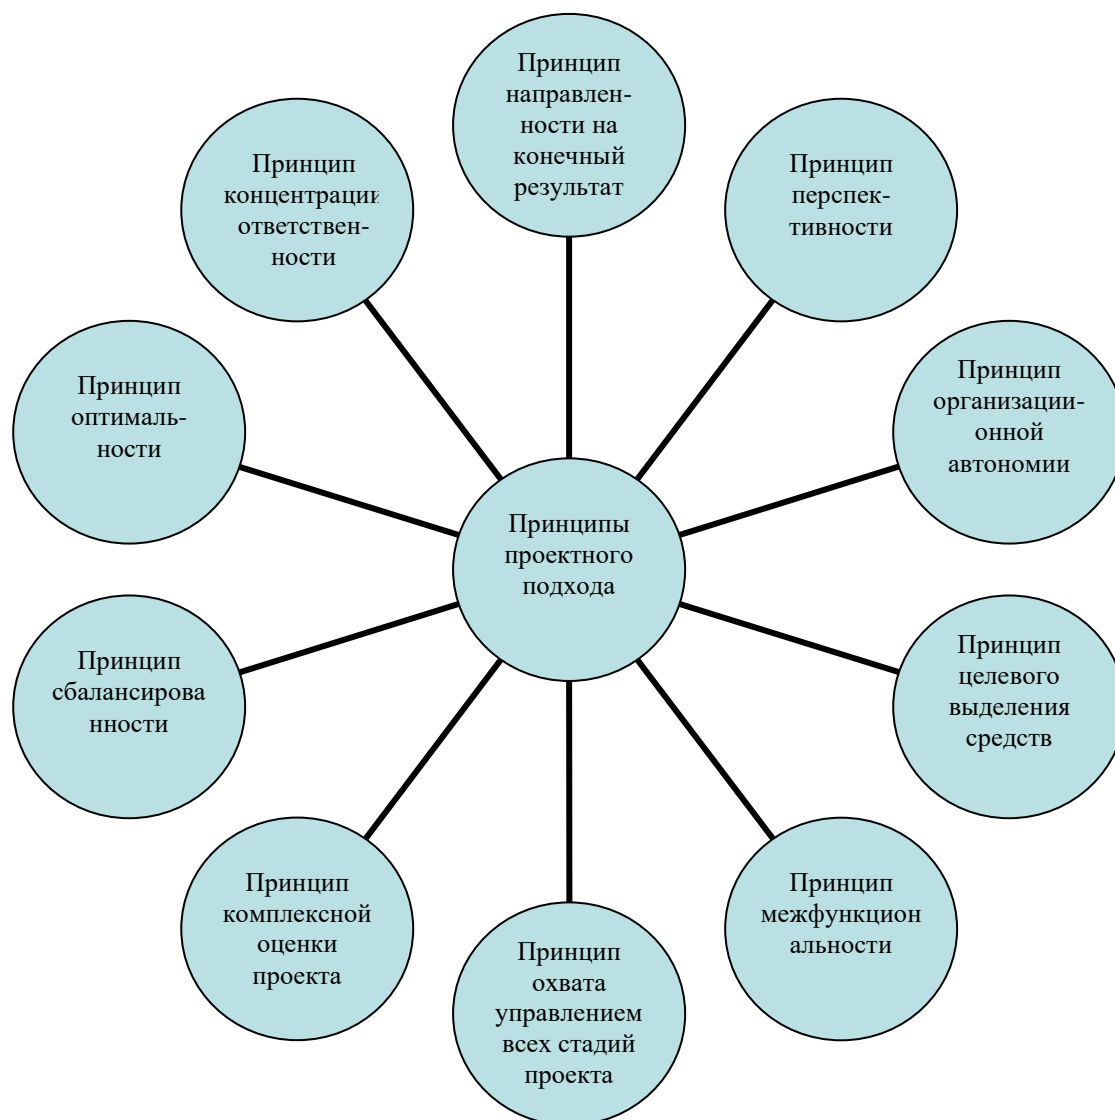 Принцип
направлен-
ности на
конечный
результат
Принцип
перспек-
тивности
Принцип
организаци-
онной
автономии
Принцип
целевого
выделения
средств
Принцип
межфункцион
альности
Принцип
охвата
управлением
всех стадий
проекта
Принцип
комплексной
оценки
проекта
Принцип
сбалансирова
нности
Принцип
оптималь-
ности
Принцип
концентрации
ответствен-
ности
Принципы
проектного
подхода